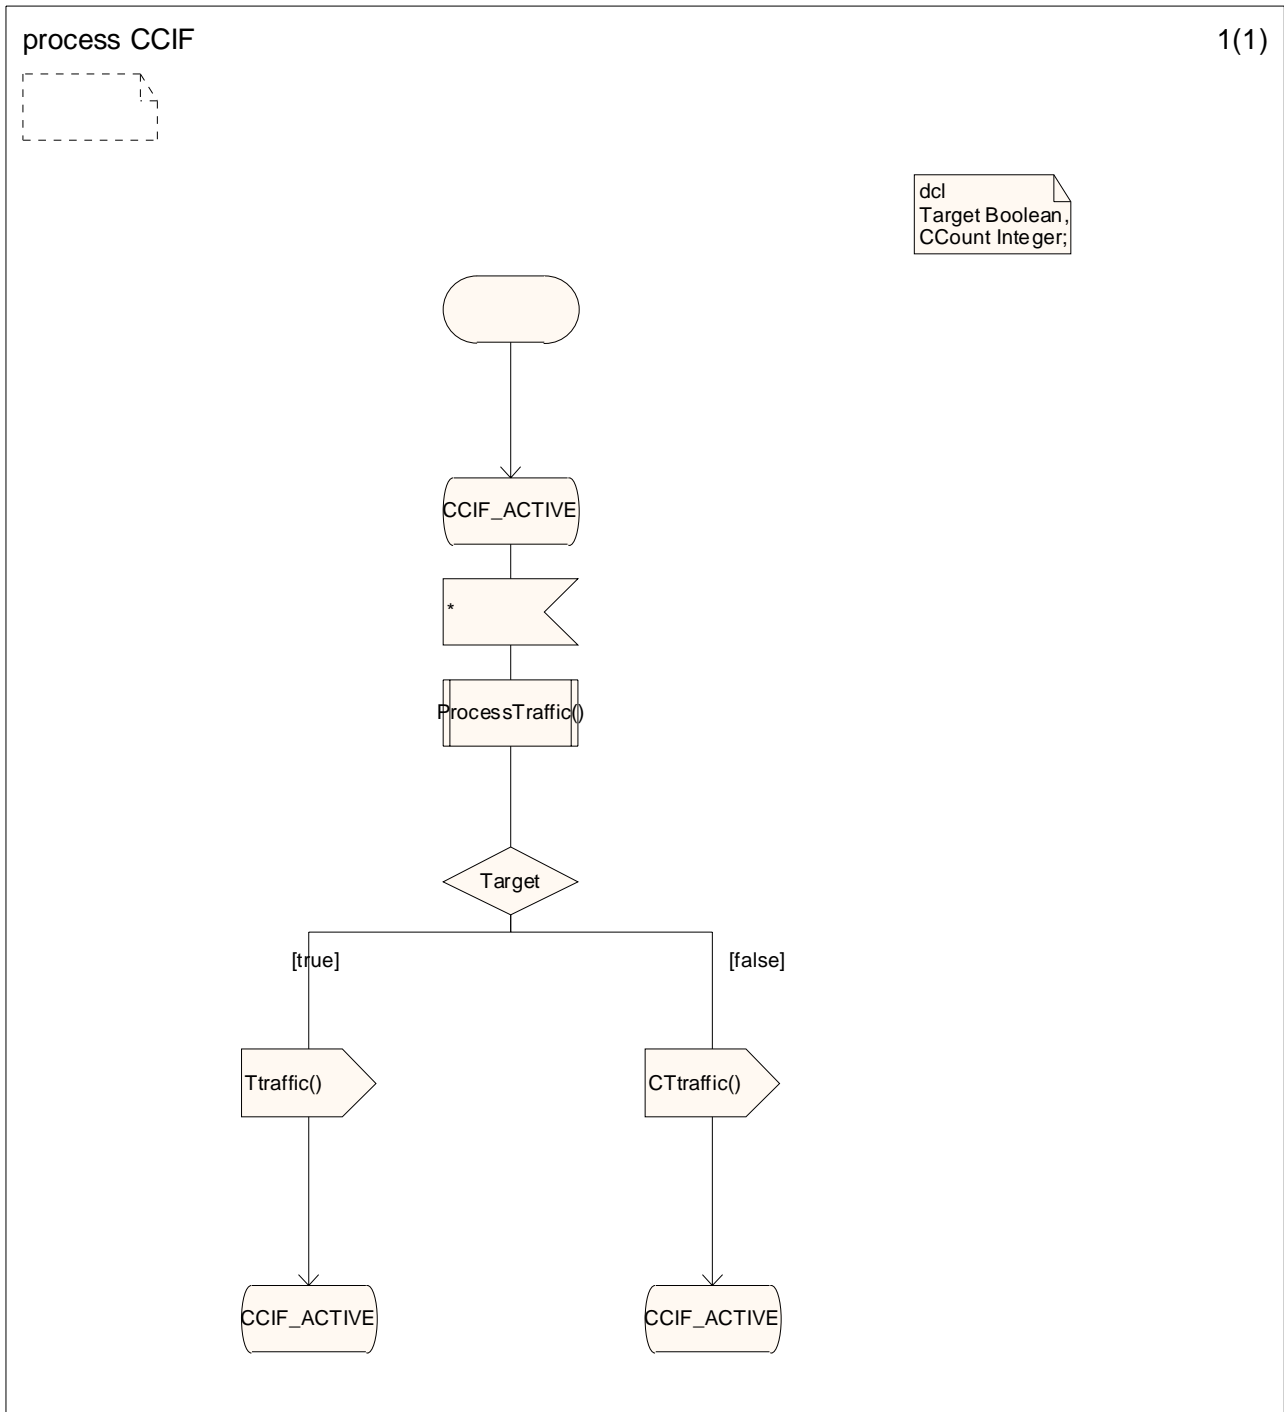 process CCIF
1(1)
dcl
Target Boolean,
CCount Integer;
CCIF_ACTIVE
*
ProcessTraffic()
Target
[true]
[false]
Ttraffic()
CTtraffic()
CCIF_ACTIVE
CCIF_ACTIVE